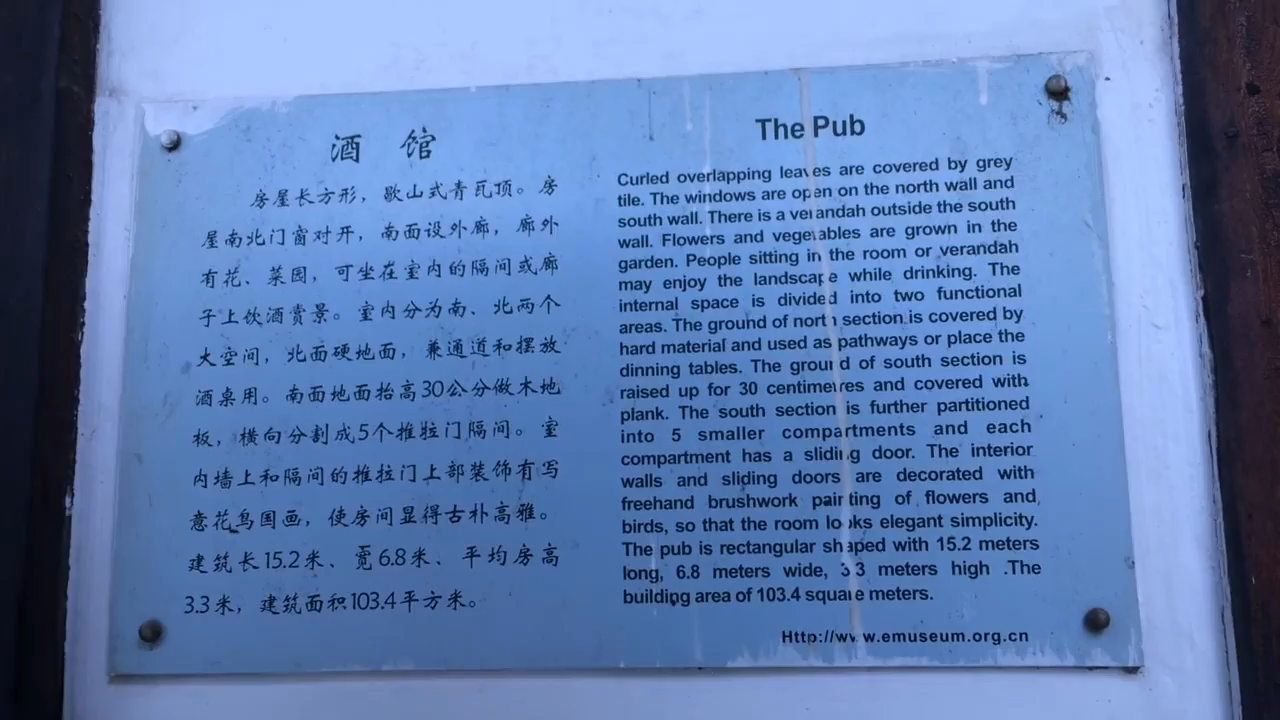 酒 馆
房屋长方形，歇山式青瓦顶。房
屋南北门窗对开，南面设外廊，廊外
有花、菜园，可坐在室内的隔间或廊
子上饮酒赏景。室内分为南、北两个
大空间，北面硬地面，兼通道和摆放
酒桌用。南面地面抬高30公分做木地
板，横向分割成5个推拉门隔间。室
内墙上和隔间的推拉门上部装饰有写
意花鸟国画，使房间显得古朴高雅。
建筑长15.2米、宽6.8米、平均房高
3.3米，建筑面积103.4平方米。
The Pub
Curled overlapping leaves are covered by grey
tile. The windows are open on the north wall and
south wall. There is a verandah outside the south
wall. Flowers and vegetables are grown in the
garden. People sitting in the room or verandah
may enjoy the landscape while drinking. The
internal space is divided into two functional
areas. The ground of north section is covered by
hard material and used as pathways or place the
dinning tables. The ground of south section is
raised up for 30 centimetres and covered with
plank. The south section is further partitioned
into 5 smaller compartments and each
compartment has a sliding door. The interior
walls and sliding doors are decorated with
freehand brushwork painting of flowers and
birds, so that the room looks elegant simplicity.
The pub is rectangular shaped with 15.2 meters
long, 6.8 meters wide, 3.3 meters high .The
building area of 103.4 square meters.
Http://www.emuseum.org.cn